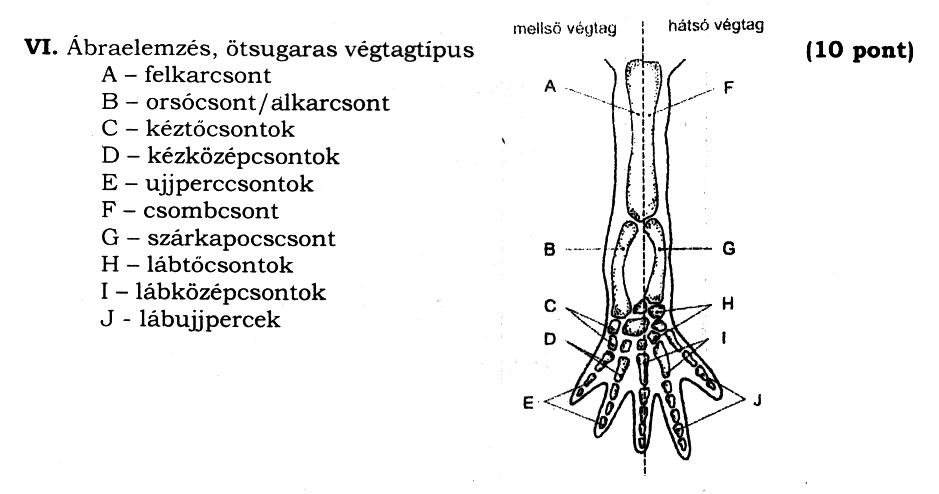 VI. Ábraelemzés, ötsugaras végtagtípus (10 pont)
A – felkarcsont
B – orsócsont/alkarcsont
C – kéztőcsontok
D – kézközépcsontok
E – ujjperccsontok
F – csombcsont
G – szárkapocscsont
H – lábtőcsontok
I – lábközépcsontok
J - lábujjpercek
mellső végtag hátsó végtag
A F
B G
C H
D I
E J